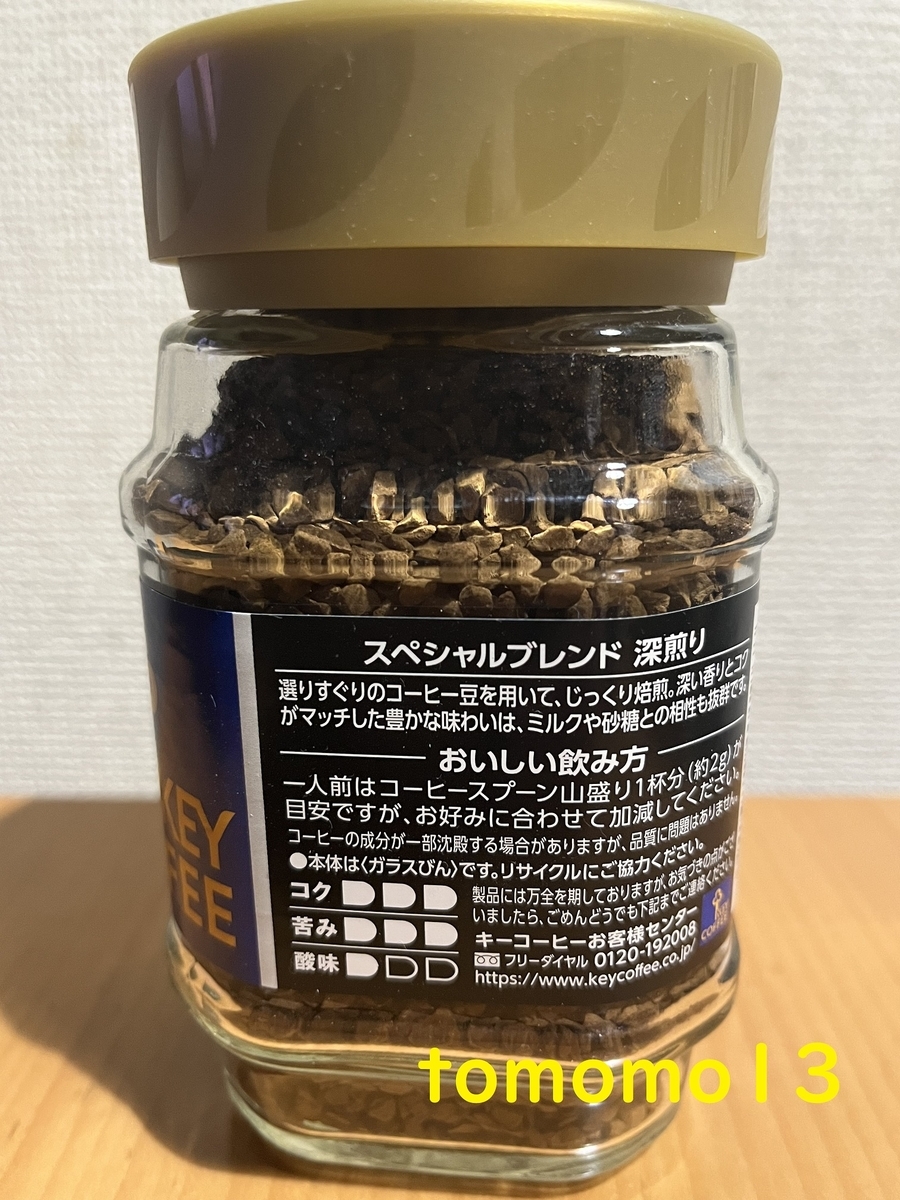 スペシャルブレンド 深煎り
選りすぐりのコーヒー豆を用いて、じっくり焙煎。深い香りとコク
がマッチした豊かな味わいは、ミルクや砂糖との相性も抜群です。
おいしい飲み方
一人前はコーヒースプーン山盛り1杯分(約2g)が
目安ですが、お好みに合わせて加減してください。
コーヒーの成分が一部沈殿する場合がありますが、品質に問題はありません。
●本体は〈ガラスびん〉です。リサイクルにご協力ください。
コク
苦み
酸味
製品には万全を期しておりますが、お気づきの点がござ
いましたら、ごめんどうでも下記までご連絡ください。
キーコーヒーお客様センター
フリーダイヤル 0120-192008
https://www.keycoffee.co.jp/
KEY
COFFEE
KEY
FEE
tomomo13